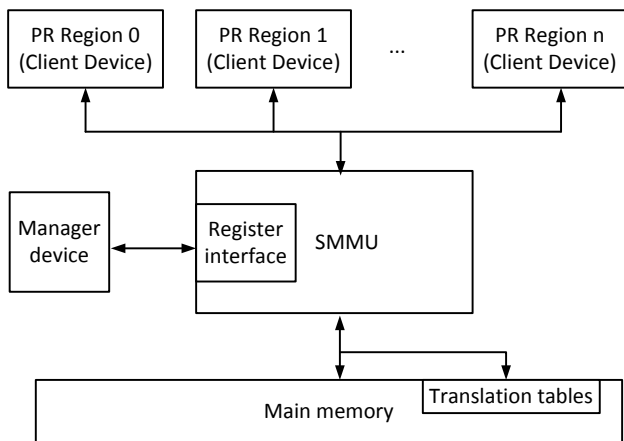 PR Region 0
(Client Device)
PR Region 1
(Client Device)
...
PR Region n
(Client Device)
Manager
device
Register
interface
SMMU
Translation tables
Main memory